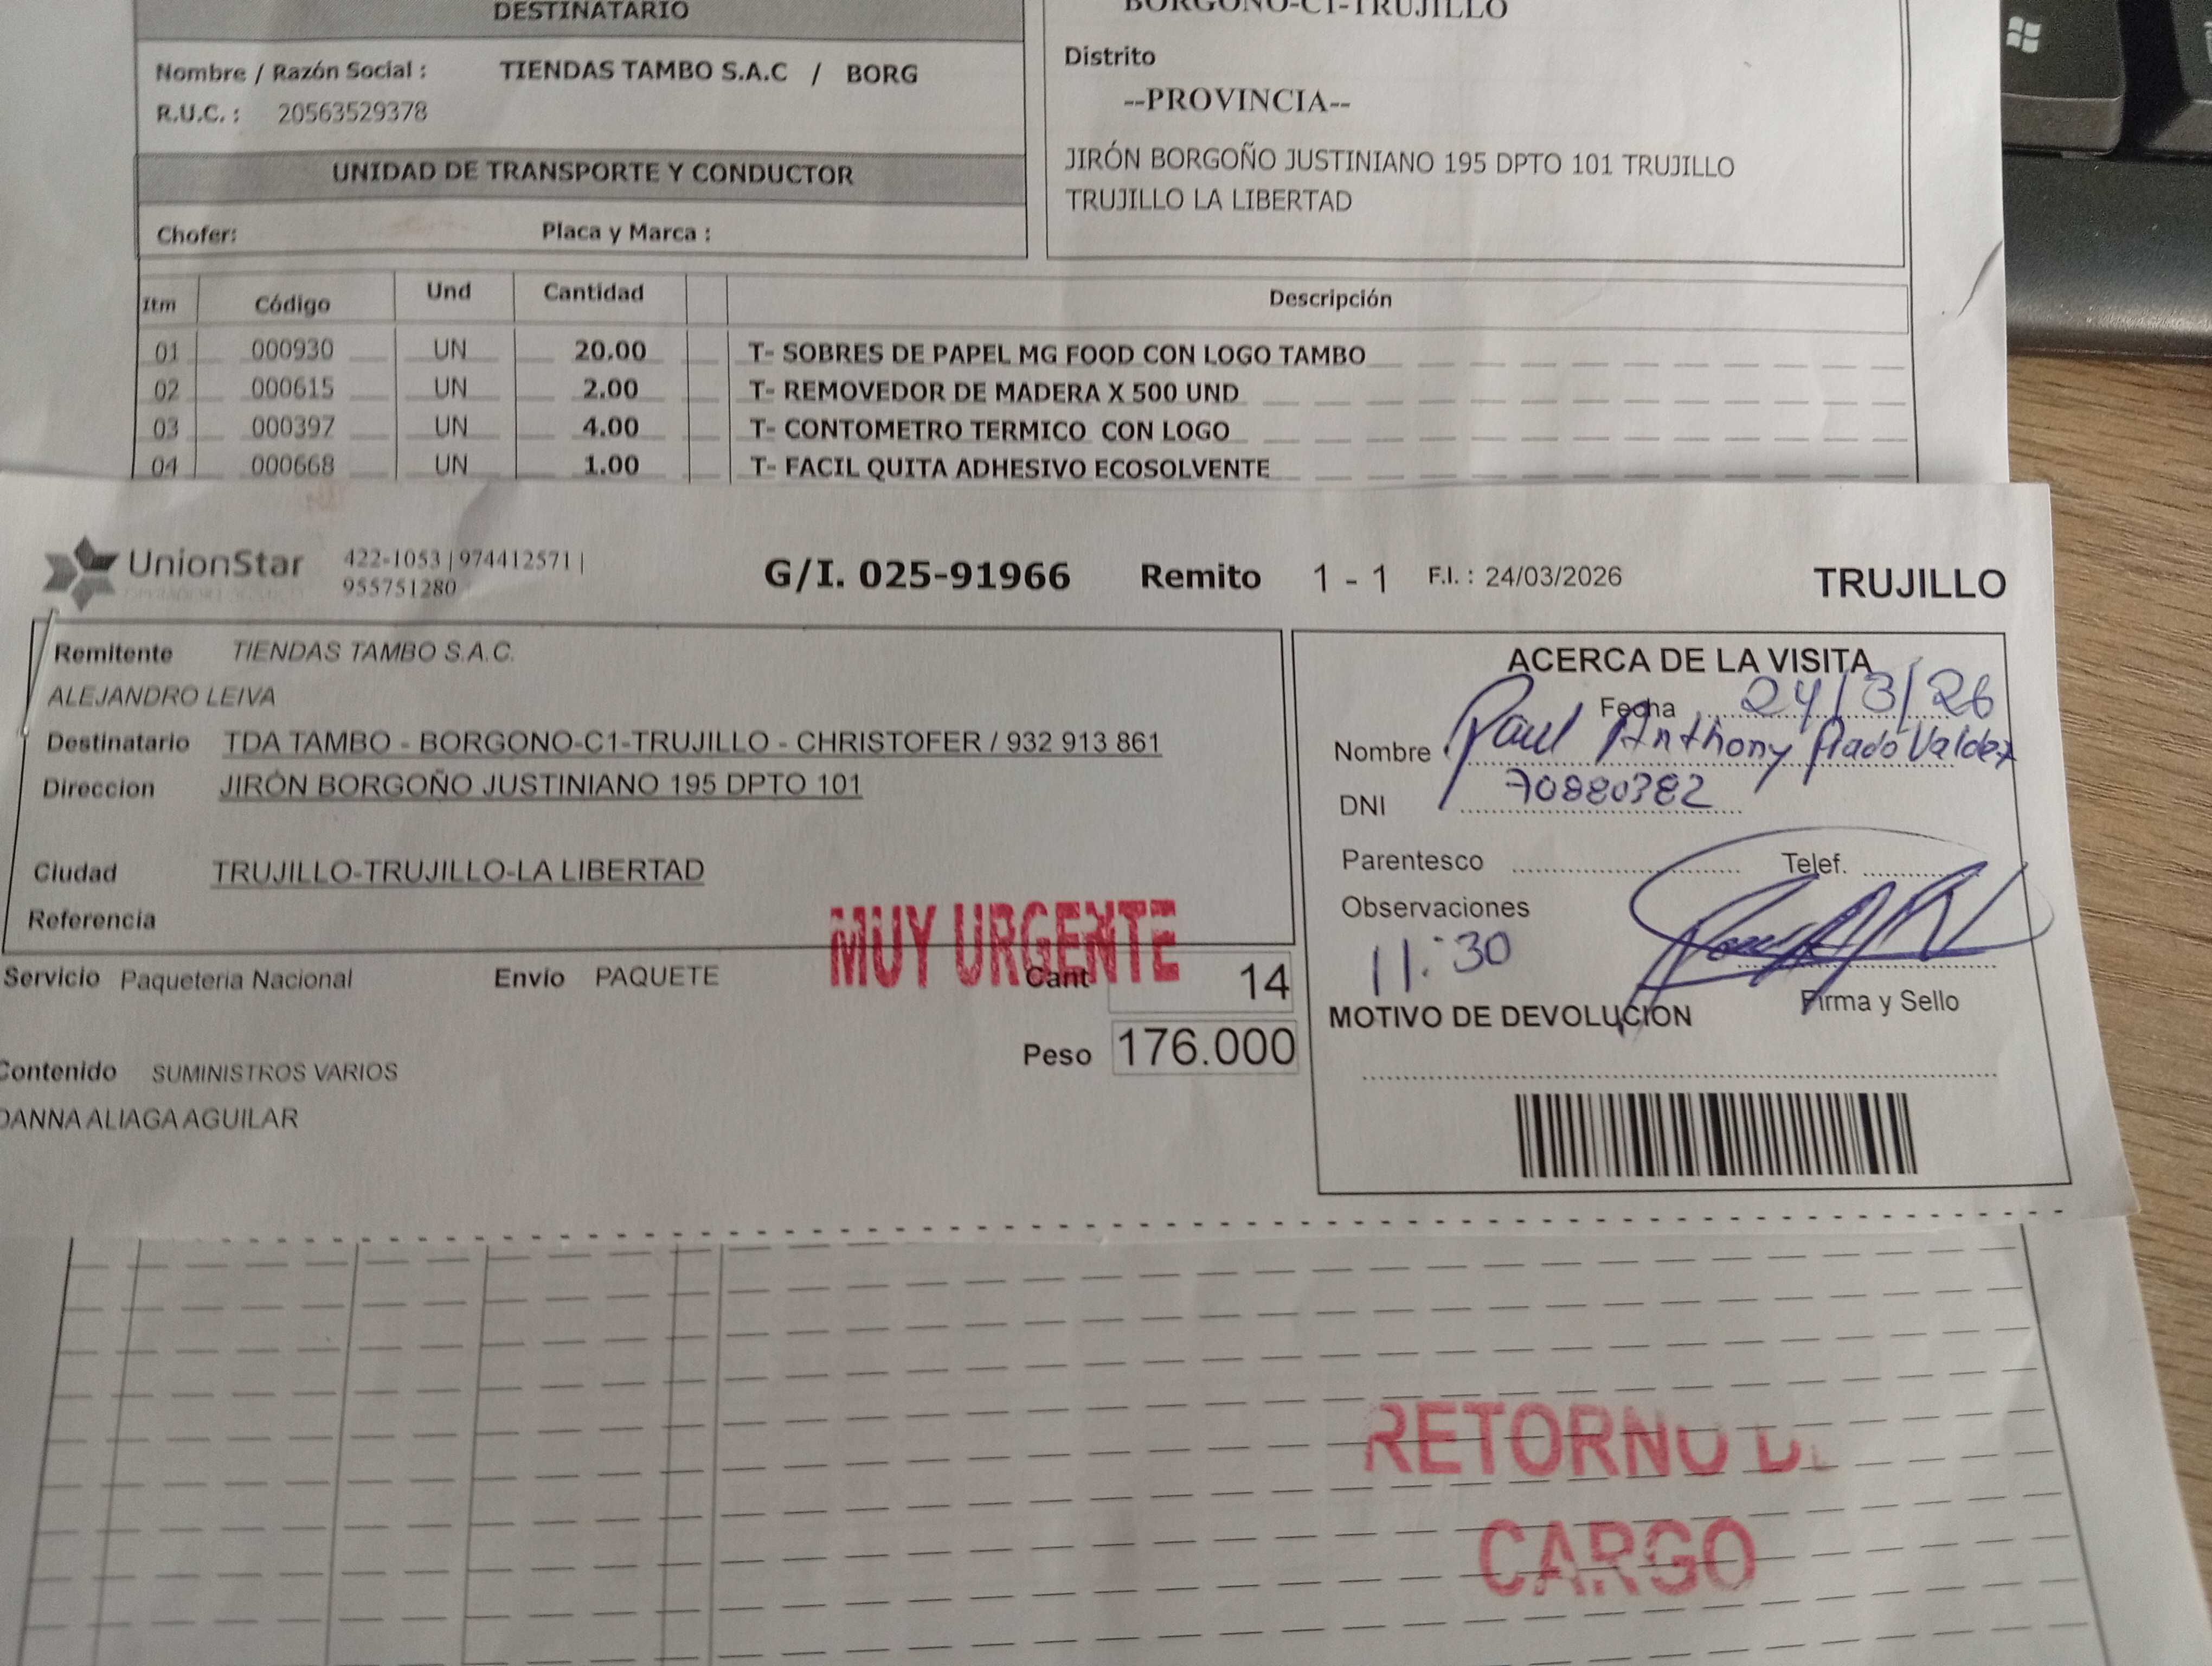 DESTINATARIO
Nombre / Razón Social : TIENDAS TAMBO S.A.C / BORG
R.U.C. : 20563529378
UNIDAD DE TRANSPORTE Y CONDUCTOR
Chofer: Placa y Marca :
BORGONO-C1-TRUJILLO
Distrito
--PROVINCIA--
JIRÓN BORGOÑO JUSTINIANO 195 DPTO 101 TRUJILLO
TRUJILLO LA LIBERTAD
Itm Código Und Cantidad Descripción
01 000930 UN 20.00 T- SOBRES DE PAPEL MG FOOD CON LOGO TAMBO
02 000615 UN 2.00 T- REMOVEDOR DE MADERA X 500 UND
03 000397 UN 4.00 T- CONTOMETRO TERMICO CON LOGO
04 000668 UN 1.00 T- FACIL QUITA ADHESIVO ECOSOLVENTE
UnionStar
422-1053 | 974412571 |
955751280
G/I. 025-91966 Remito 1 - 1 F.I. : 24/03/2026 TRUJILLO
Remitente TIENDAS TAMBO S.A.C.
ALEJANDRO LEIVA
Destinatario TDA TAMBO - BORGONO-C1-TRUJILLO - CHRISTOFER / 932 913 861
Direccion JIRÓN BORGOÑO JUSTINIANO 195 DPTO 101
Ciudad TRUJILLO-TRUJILLO-LA LIBERTAD
Referencia
MUY URGENTE
Servicio Paqueteria Nacional Envío PAQUETE Cant 14
Peso 176.000
Contenido SUMINISTROS VARIOS
DANNA ALIAGA AGUILAR
ACERCA DE LA VISITA
Fecha 24/3/26
Nombre Raul Anthony Prado Valdez
DNI 70880382
Parentesco Telef.
Observaciones
11:30
Firma y Sello
MOTIVO DE DEVOLUCIÓN
RETORNO
CARGO